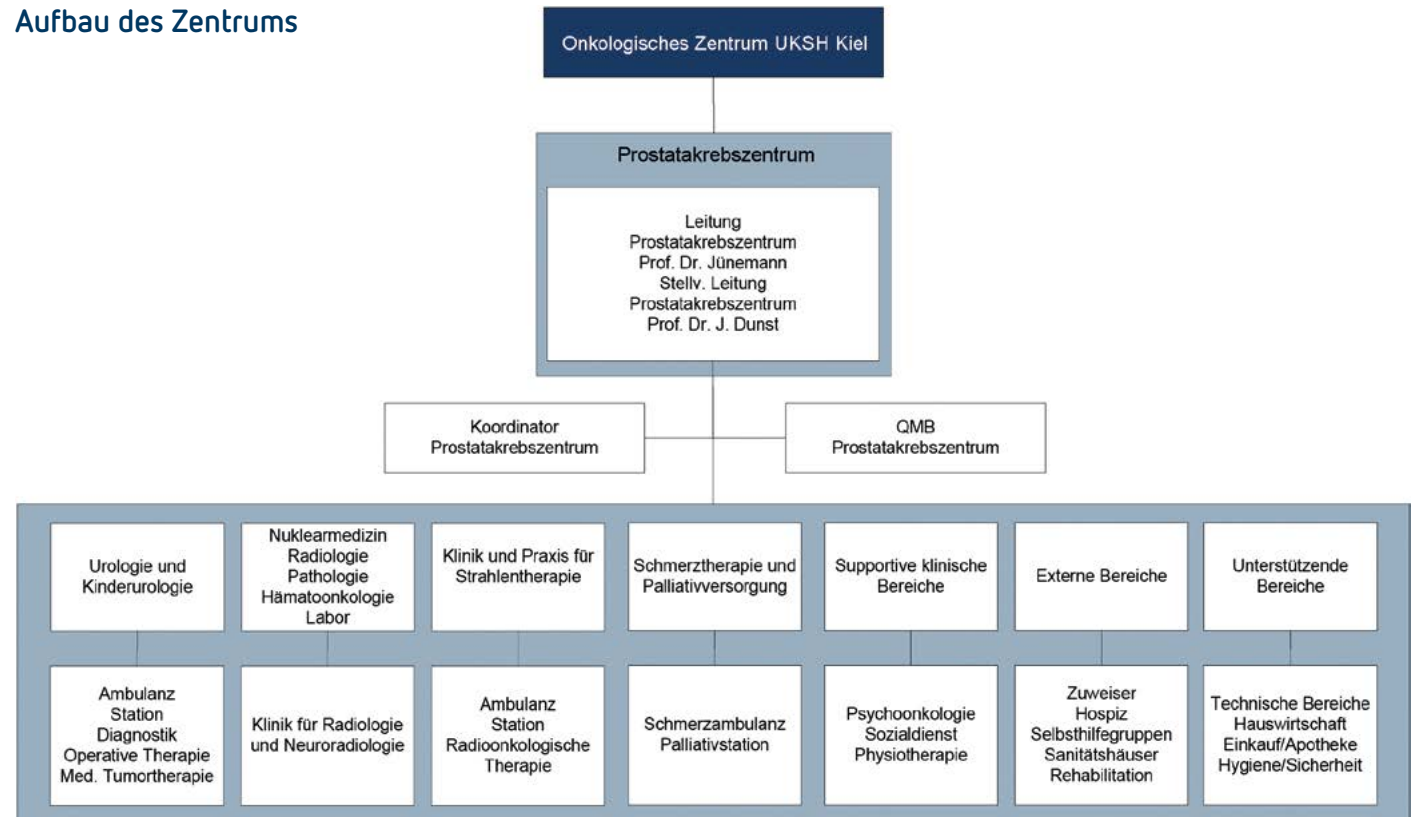 Aufbau des Zentrums
Onkologisches Zentrum UKSH Kiel
Prostatakrebszentrum
Leitung
Prostatakrebszentrum
Prof. Dr. Jünemann
Stellv. Leitung
Prostatakrebszentrum
Prof. Dr. J. Dunst
Koordinator
Prostatakrebszentrum
QMB
Prostatakrebszentrum
Urologie und
Kinderurologie
Nuklearmedizin
Radiologie
Pathologie
Hämatoonkologie
Labor
Klinik und Praxis für
Strahlentherapie
Schmerztherapie und
Palliativversorgung
Supportive klinische
Bereiche
Externe Bereiche
Unterstützende
Bereiche
Ambulanz
Station
Diagnostik
Operative Therapie
Med. Tumortherapie
Klinik für Radiologie
und Neuroradiologie
Ambulanz
Station
Radioonkologische
Therapie
Schmerzambulanz
Palliativstation
Psychoonkologie
Sozialdienst
Physiotherapie
Zuweiser
Hospiz
Selbsthilfegruppen
Sanitätshäuser
Rehabilitation
Technische Bereiche
Hauswirtschaft
Einkauf/Apotheke
Hygiene/Sicherheit